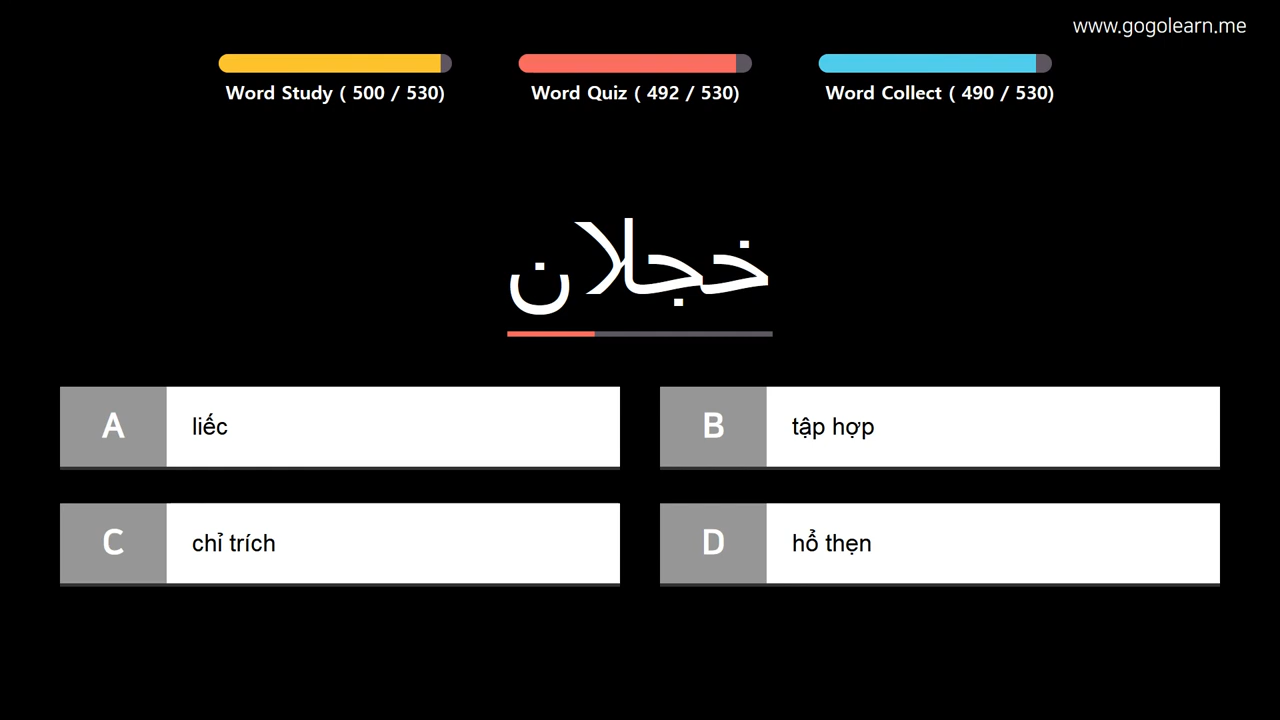 www.gogolearn.me
Word Study ( 500 / 530)
Word Quiz ( 492 / 530)
Word Collect ( 490 / 530)
خجلان
A liếc
B tập hợp
C chỉ trích
D hổ thẹn